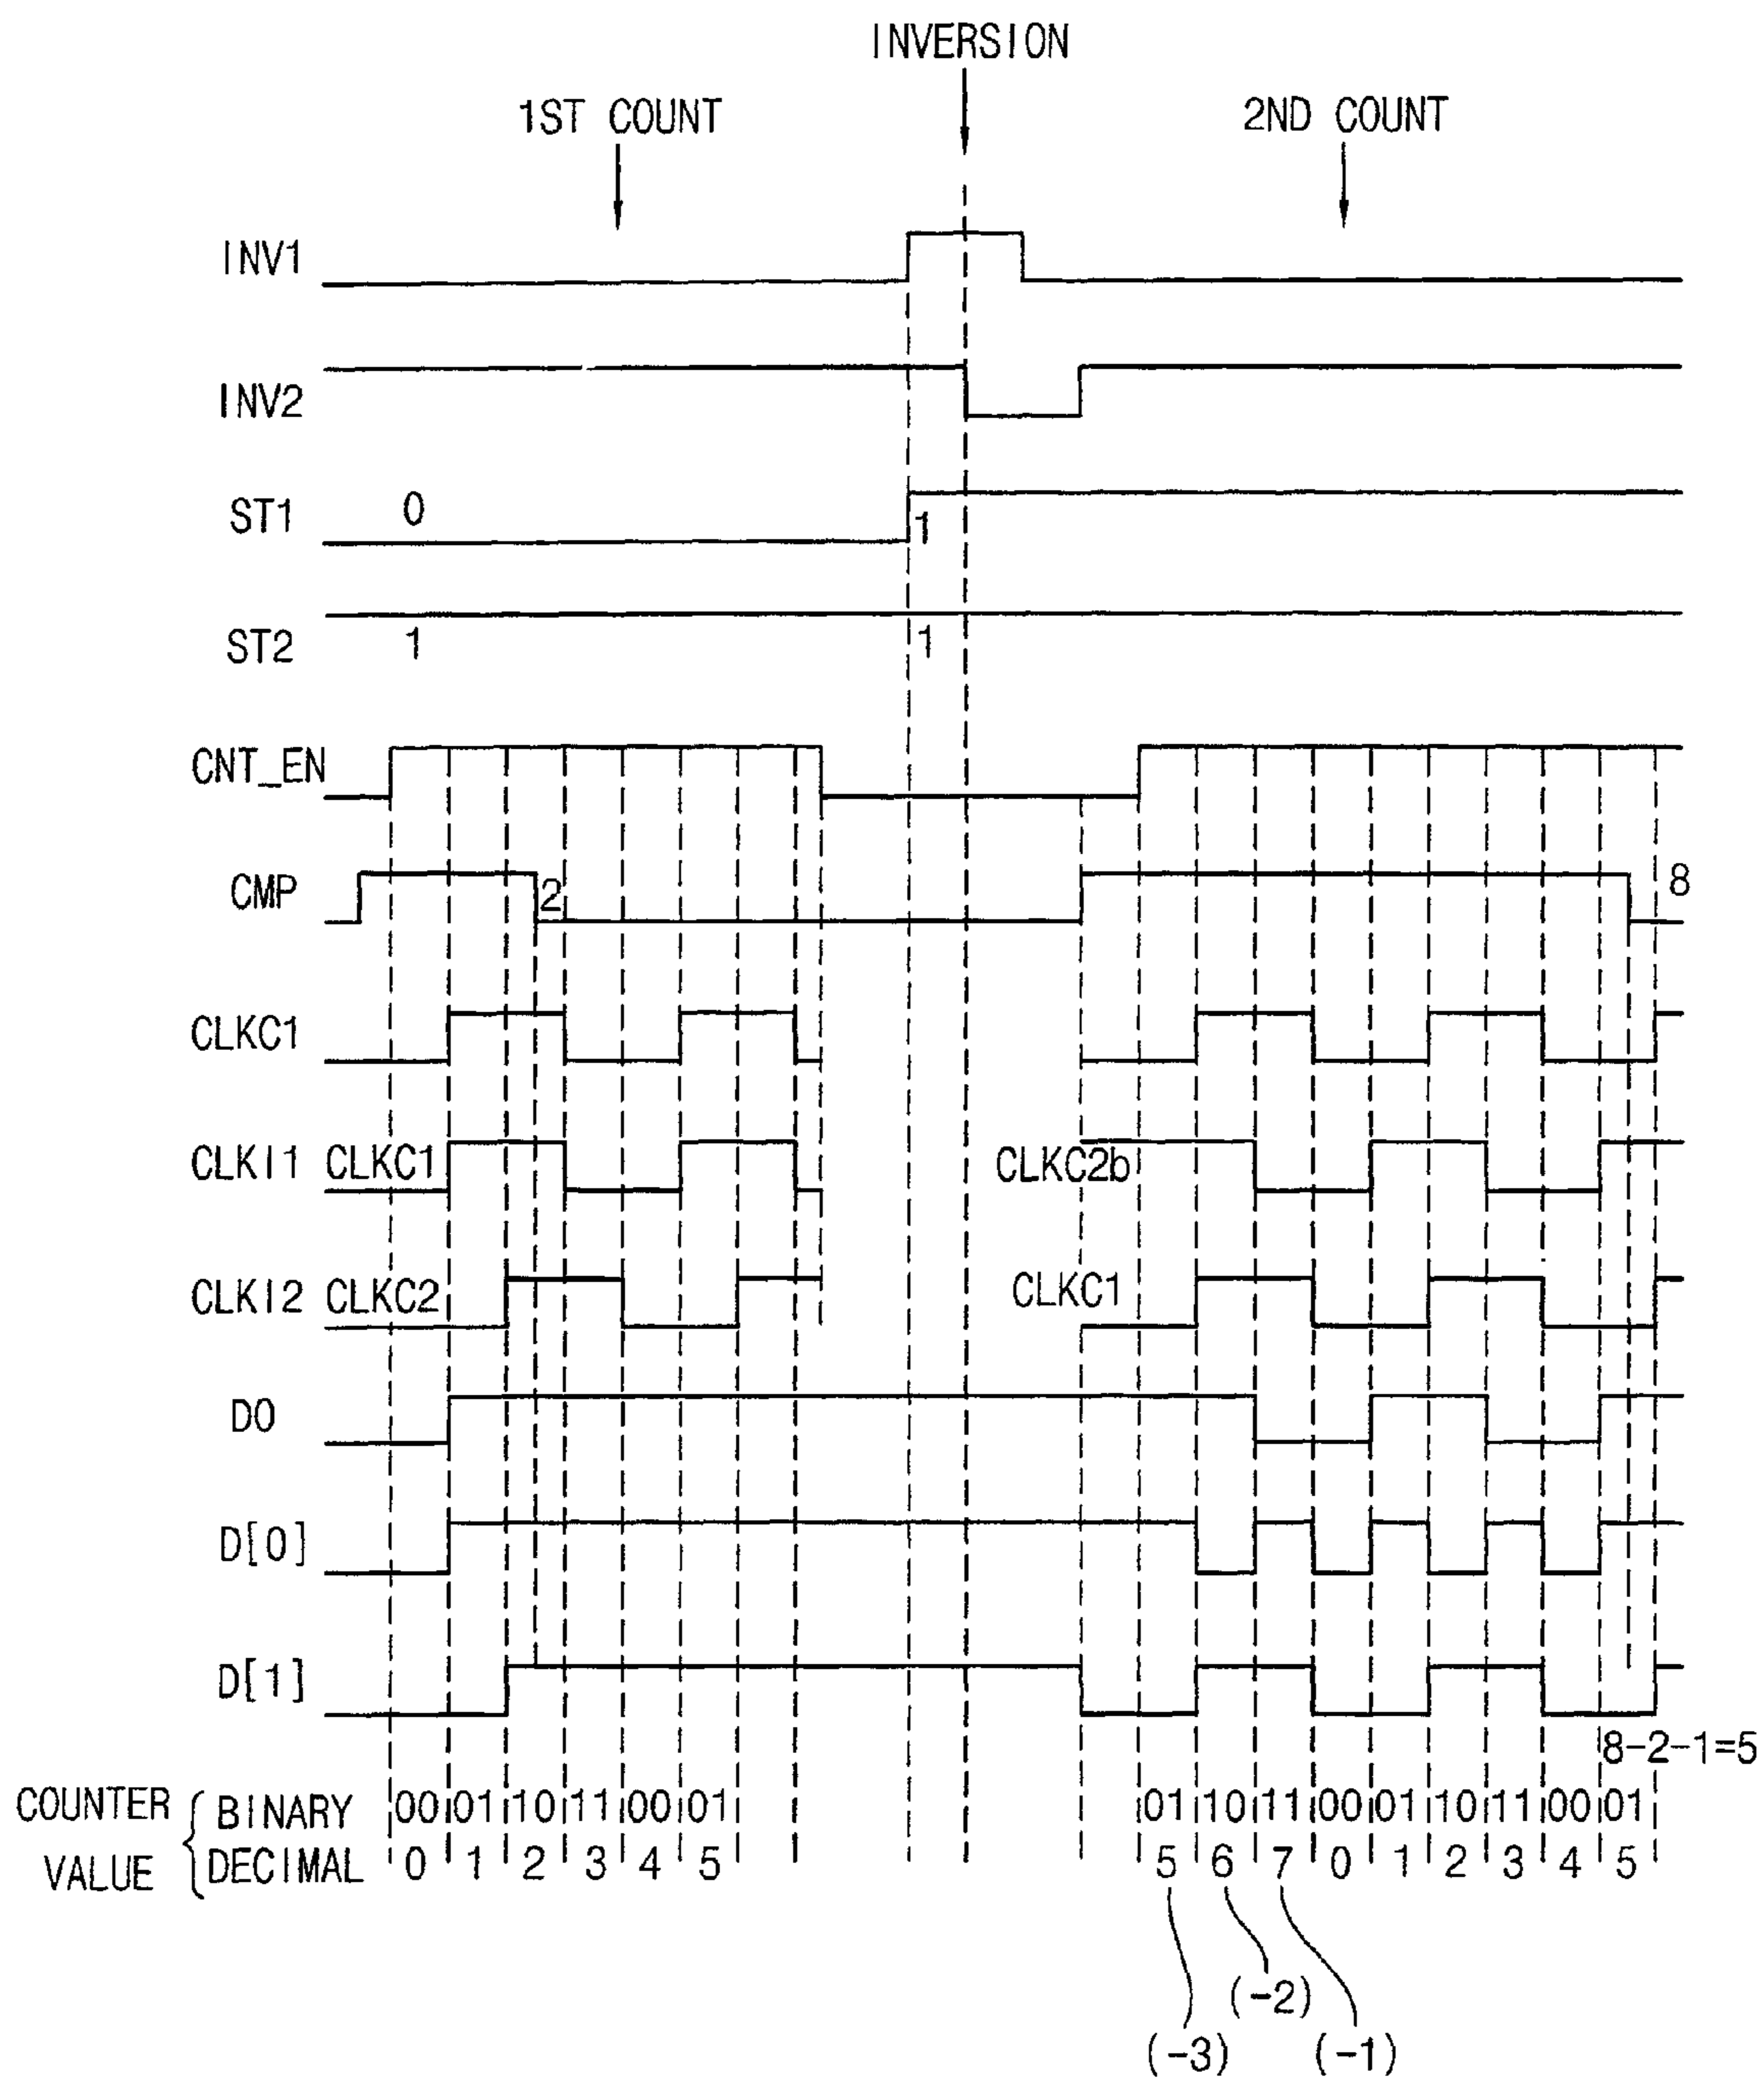 INVERSION
1ST COUNT
2ND COUNT
INV1
INV2
ST1 0 1
ST2 1 1
CNT_EN
CMP 2 8
CLKC1
CLKI1 CLKC1 CLKC2b
CLKI2 CLKC2 CLKC1
D0
D[0]
D[1]
8-2-1=5
COUNTER VALUE
BINARY 00 01 10 11 00 01 01 10 11 00 01 10 11 00 01
DECIMAL 0 1 2 3 4 5 5 6 7 0 1 2 3 4 5
(-2)
(-3) (-1)